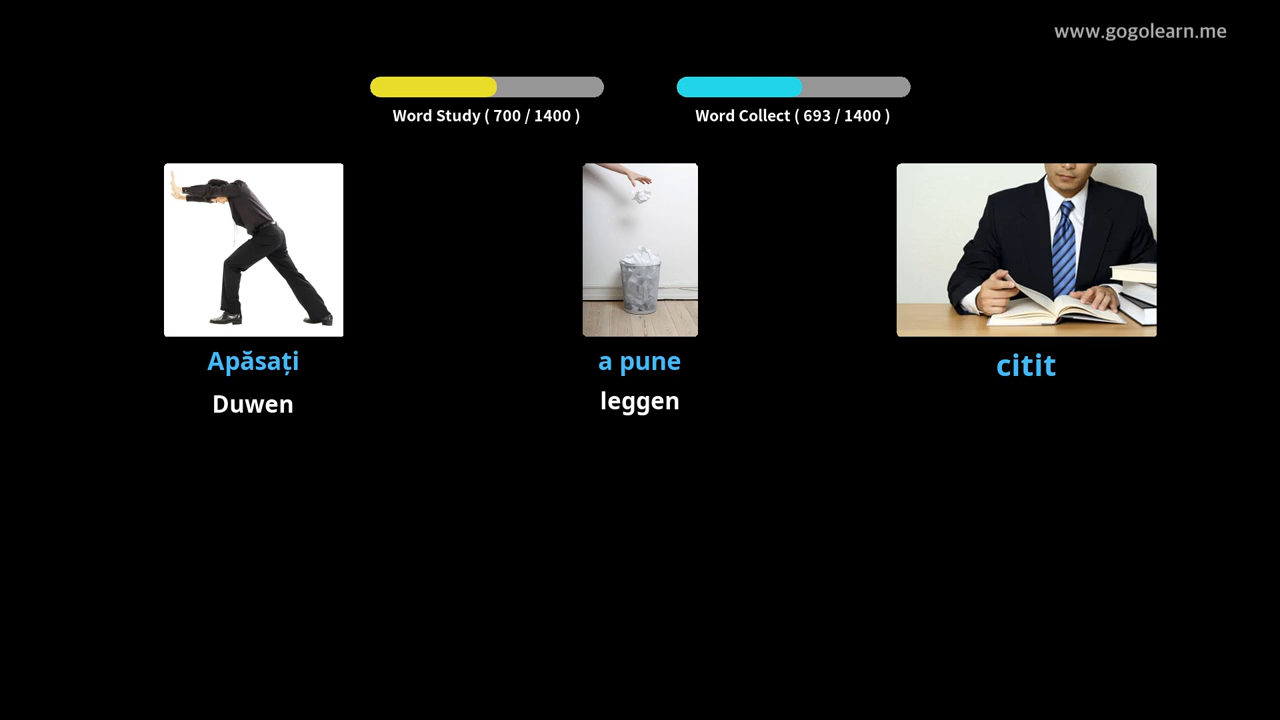 www.gogolearn.me
Word Study ( 700 / 1400 )
Word Collect ( 693 / 1400 )
Apăsați
a pune
citit
Duwen
leggen